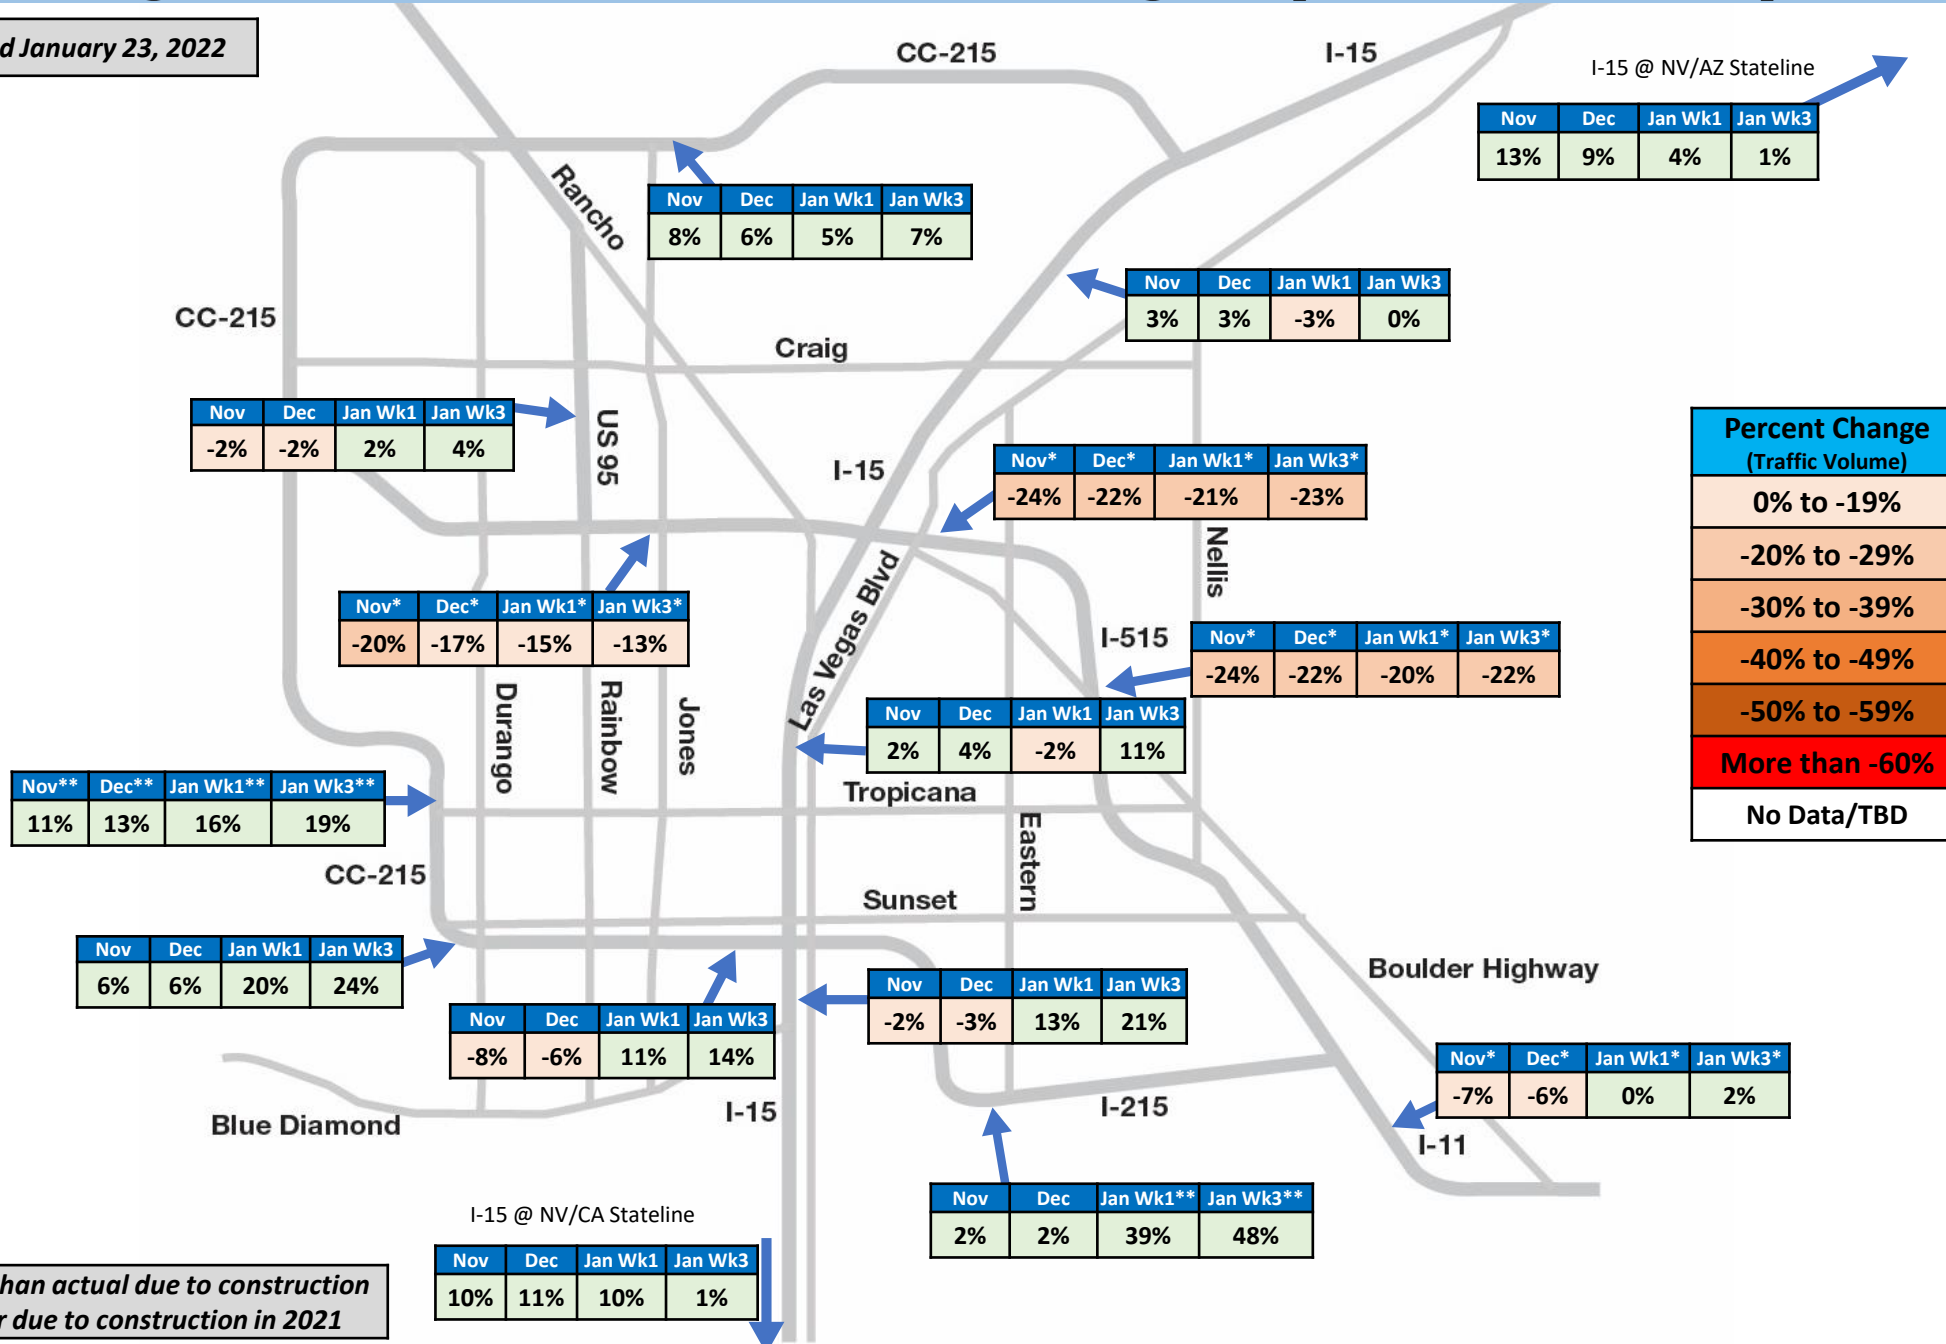 January 23, 2022
CC-215
I-15
I-15 @ NV/AZ Stateline
Nov Dec Jan Wk1 Jan Wk3
13% 9% 4% 1%
Rancho
Nov Dec Jan Wk1 Jan Wk3
8% 6% 5% 7%
Nov Dec Jan Wk1 Jan Wk3
3% 3% -3% 0%
CC-215
Craig
Nov Dec Jan Wk1 Jan Wk3
-2% -2% 2% 4%
US 95
I-15
Nov* Dec* Jan Wk1* Jan Wk3*
-24% -22% -21% -23%
Percent Change
(Traffic Volume)
0% to -19%
-20% to -29%
-30% to -39%
-40% to -49%
-50% to -59%
More than -60%
No Data/TBD
Nellis
Las Vegas Blvd
Nov* Dec* Jan Wk1* Jan Wk3*
-20% -17% -15% -13%
I-515
Nov* Dec* Jan Wk1* Jan Wk3*
-24% -22% -20% -22%
Durango
Rainbow
Jones
Nov Dec Jan Wk1 Jan Wk3
2% 4% -2% 11%
Nov** Dec** Jan Wk1** Jan Wk3**
11% 13% 16% 19%
Tropicana
Eastern
CC-215
Sunset
Nov Dec Jan Wk1 Jan Wk3
6% 6% 20% 24%
Boulder Highway
Nov Dec Jan Wk1 Jan Wk3
-2% -3% 13% 21%
Nov Dec Jan Wk1 Jan Wk3
-8% -6% 11% 14%
Nov* Dec* Jan Wk1* Jan Wk3*
-7% -6% 0% 2%
Blue Diamond
I-15
I-215
I-11
Nov Dec Jan Wk1** Jan Wk3**
2% 2% 39% 48%
I-15 @ NV/CA Stateline
Nov Dec Jan Wk1 Jan Wk3
10% 11% 10% 1%
han actual due to construction
r due to construction in 2021